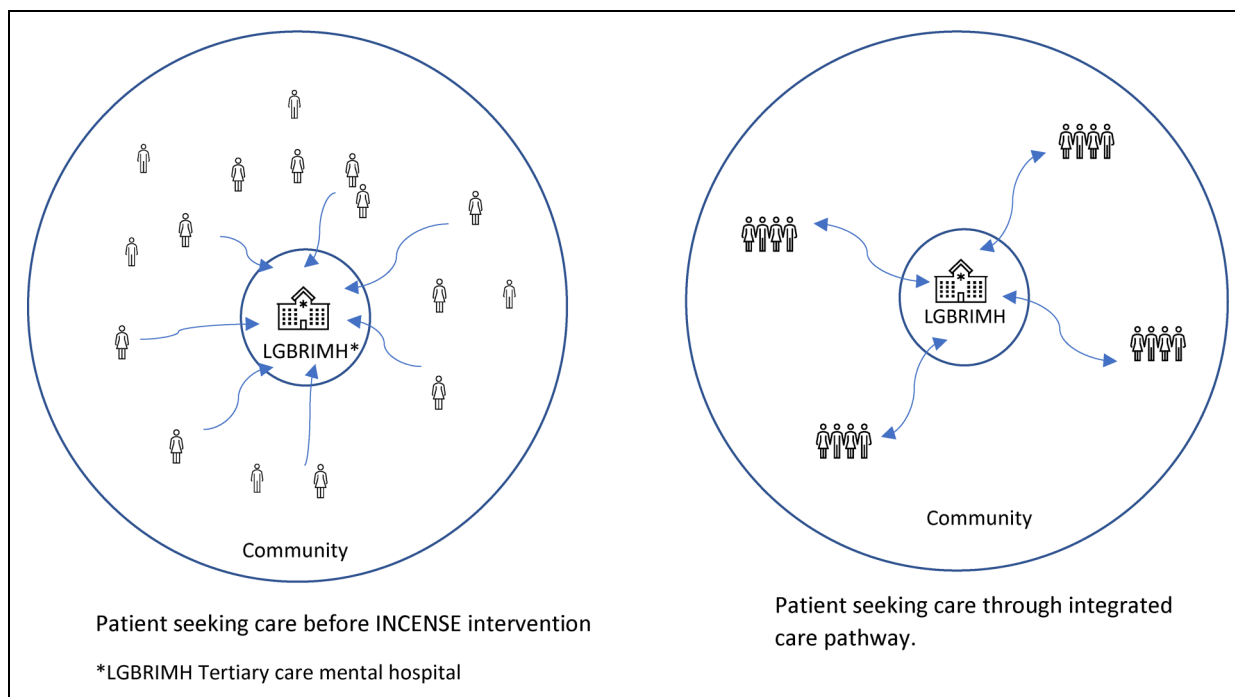 LGBRIMH*
Community
Patient seeking care before INCENSE intervention
*LGBRIMH Tertiary care mental hospital
LGBRIMH
Community
Patient seeking care through integrated
care pathway.